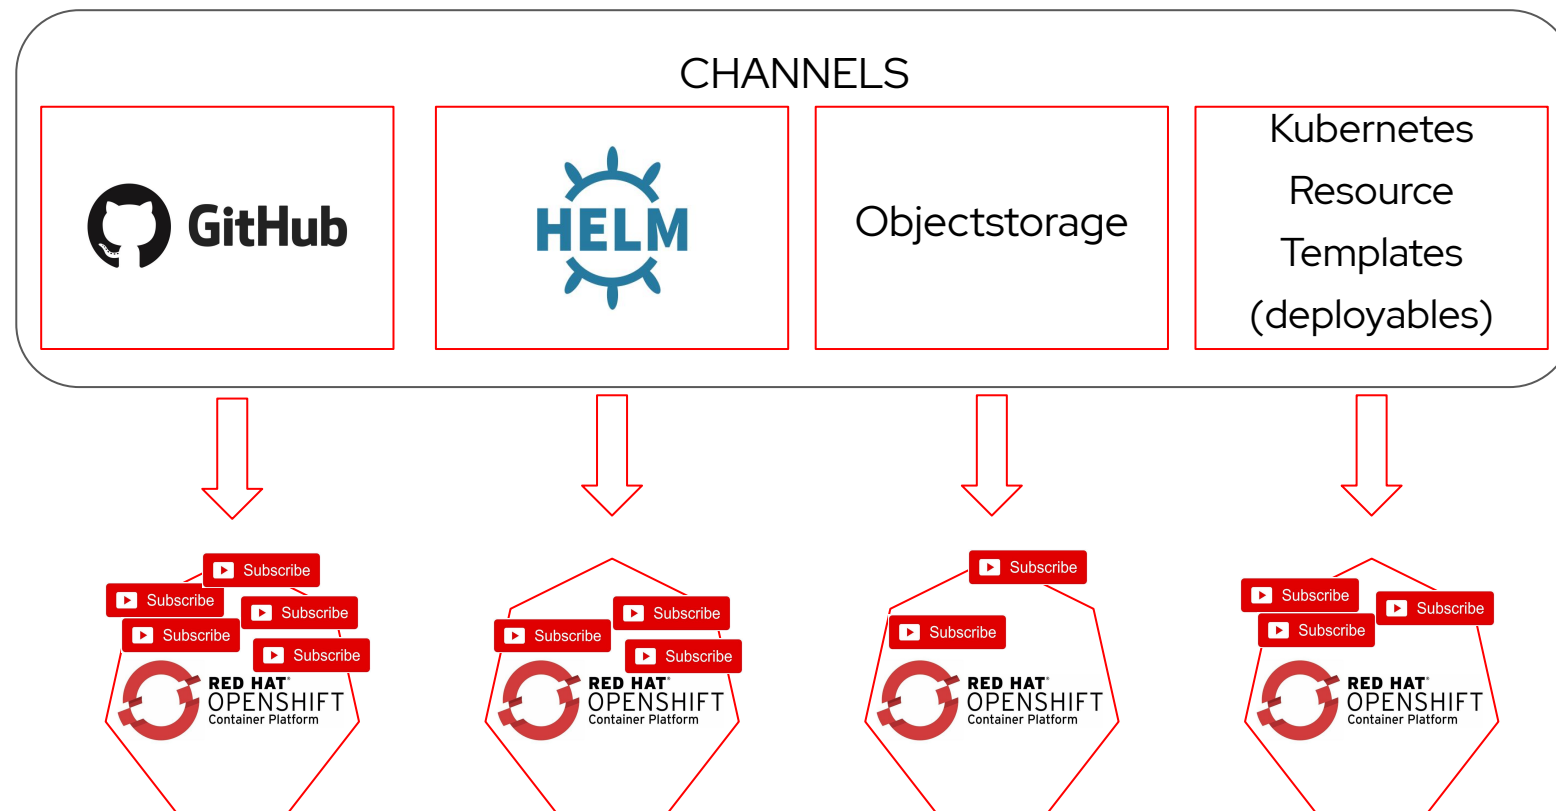 CHANNELS
GitHub
HELM
Objectstorage
Kubernetes
Resource
Templates
(deployables)
Subscribe
Subscribe
Subscribe
Subscribe
Subscribe
RED HAT®
OPENSHIFT
Container Platform
Subscribe
Subscribe
Subscribe
RED HAT®
OPENSHIFT
Container Platform
Subscribe
Subscribe
RED HAT®
OPENSHIFT
Container Platform
Subscribe
Subscribe
Subscribe
RED HAT®
OPENSHIFT
Container Platform